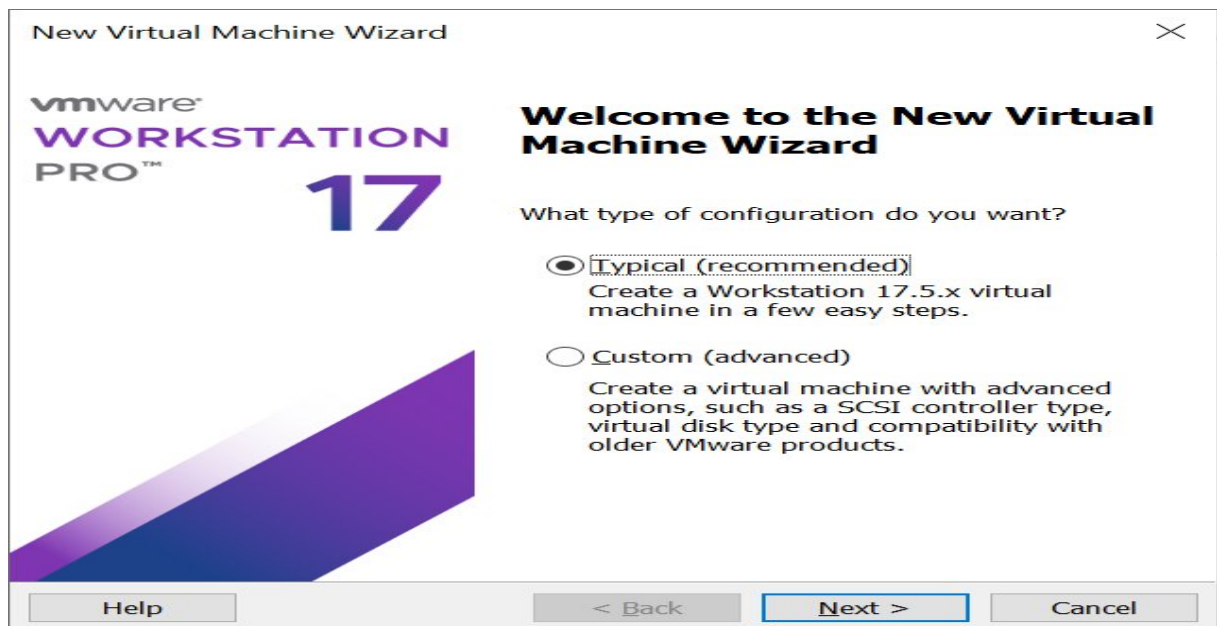 New Virtual Machine Wizard
vmware®
WORKSTATION
PRO™
17
Welcome to the New Virtual
Machine Wizard
What type of configuration do you want?
Typical (recommended)
Create a Workstation 17.5.x virtual
machine in a few easy steps.
Custom (advanced)
Create a virtual machine with advanced
options, such as a SCSI controller type,
virtual disk type and compatibility with
older VMware products.
Help
< Back
Next >
Cancel